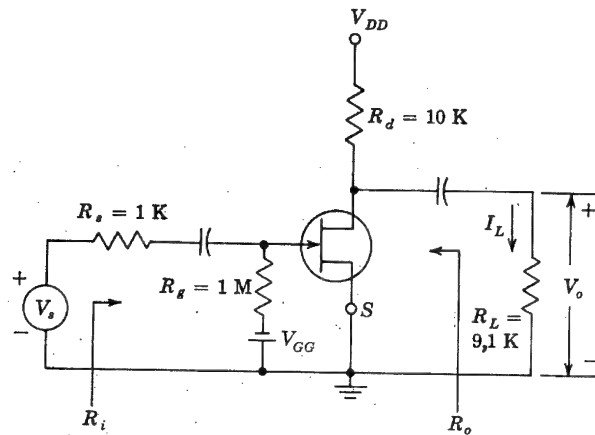 V_DD
R_d = 10 K
R_s = 1 K
I_L
+
+
R_g = 1 M
S
V_o
V_s
R_L =
9,1 K
−
V_GG
−
R_i
R_o